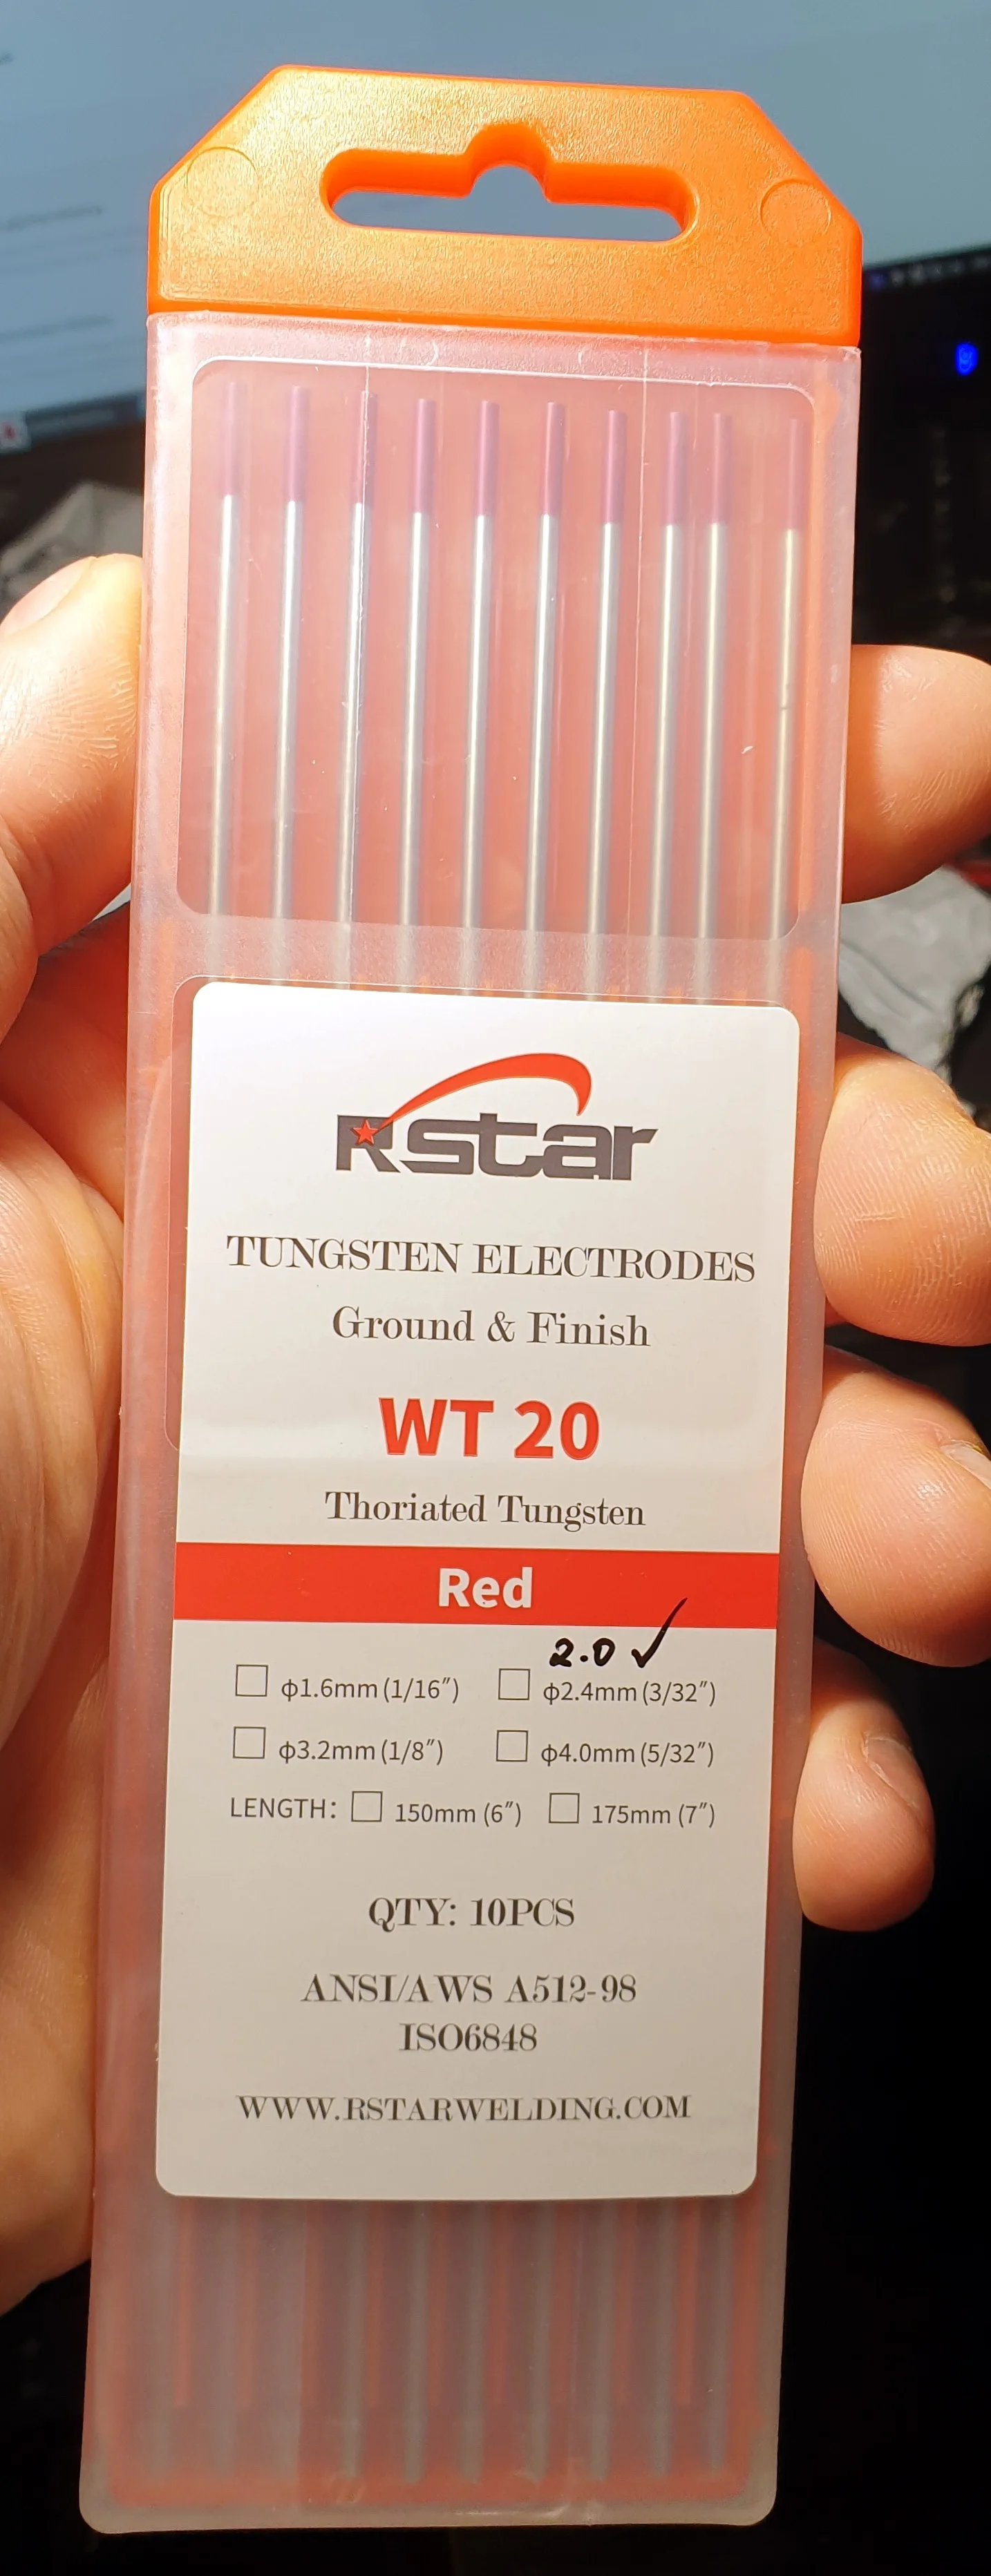 Rstar
TUNGSTEN ELECTRODES
Ground & Finish
WT 20
Thoriated Tungsten
Red
2.0 ✓
ϕ1.6mm (1/16″) ϕ2.4mm (3/32″)
ϕ3.2mm (1/8″) ϕ4.0mm (5/32″)
LENGTH: 150mm (6″) 175mm (7″)
QTY: 10PCS
ANSI/AWS A512-98
ISO6848
WWW.RSTARWELDING.COM